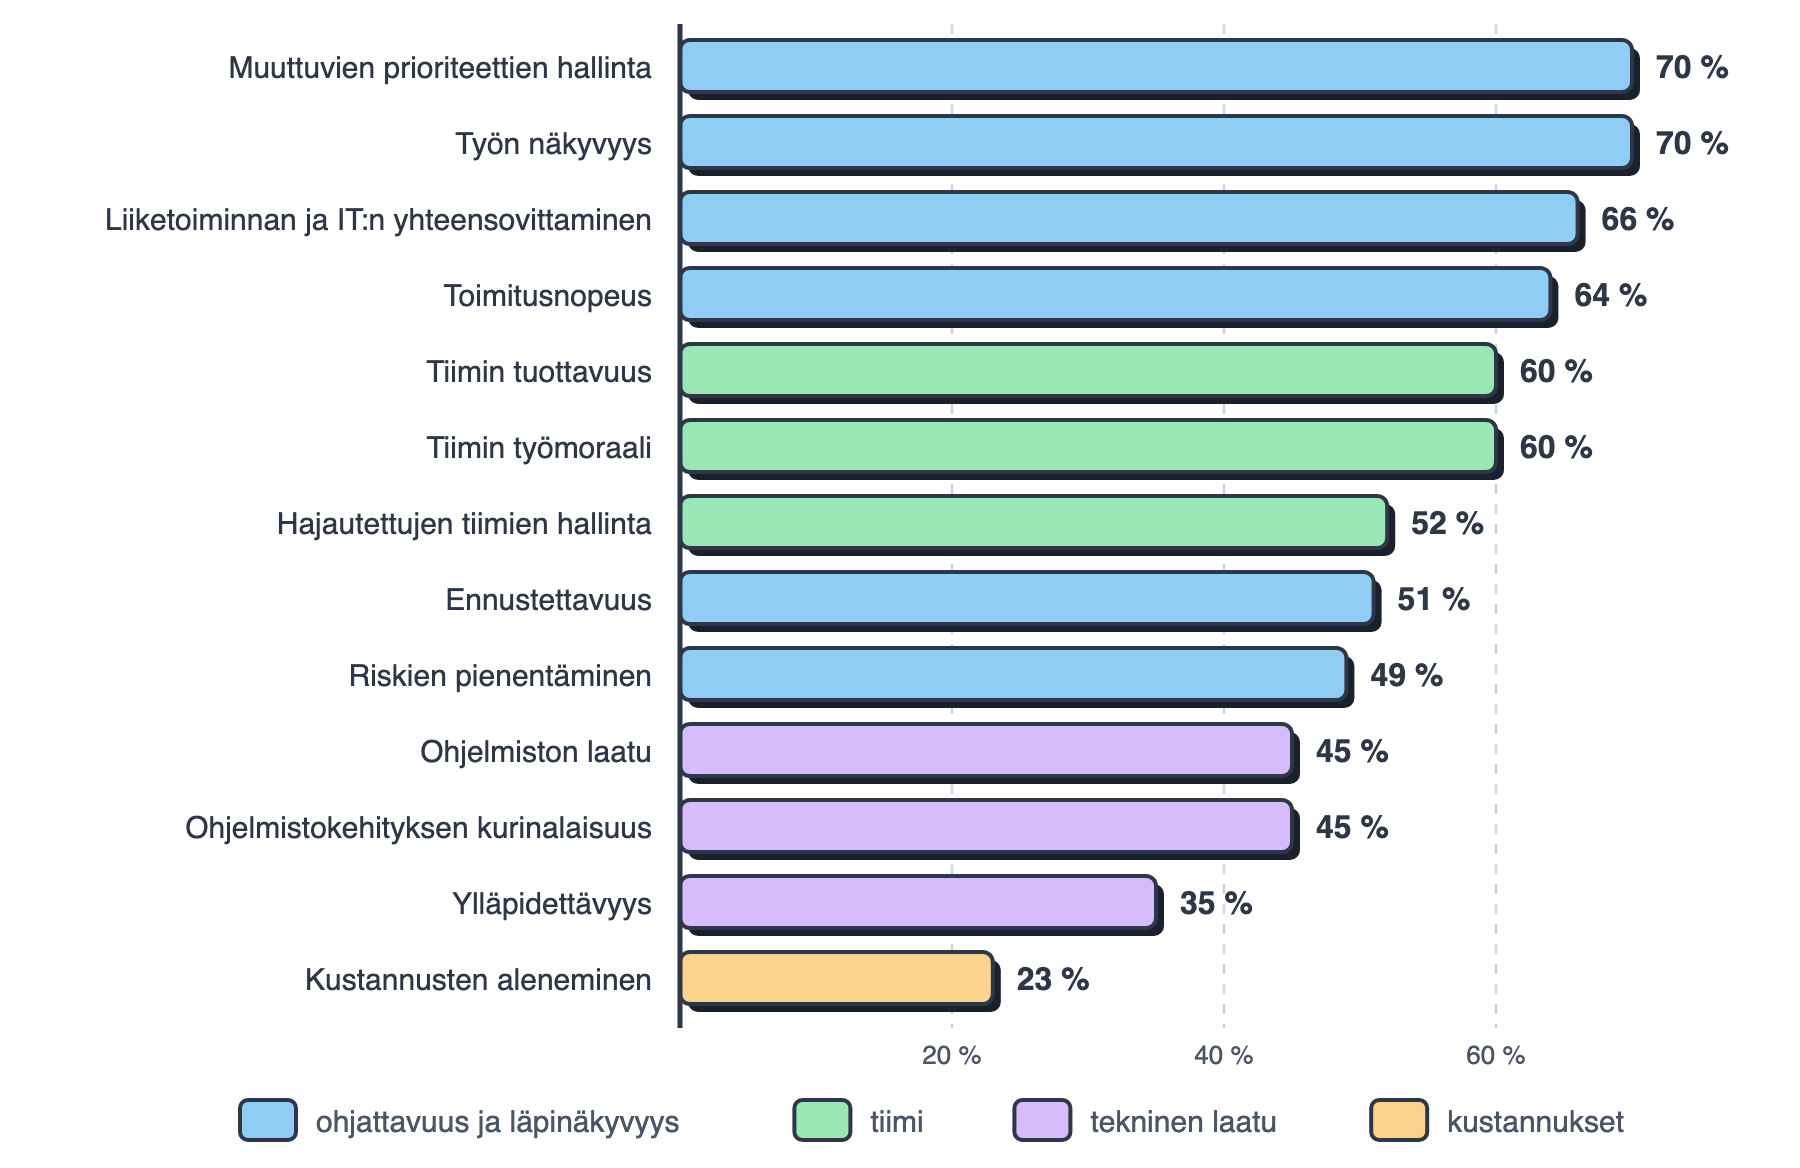 Muuttuvien prioriteettien hallinta 70 %
Työn näkyvyys 70 %
Liiketoiminnan ja IT:n yhteensovittaminen 66 %
Toimitusnopeus 64 %
Tiimin tuottavuus 60 %
Tiimin työmoraali 60 %
Hajautettujen tiimien hallinta 52 %
Ennustettavuus 51 %
Riskien pienentäminen 49 %
Ohjelmiston laatu 45 %
Ohjelmistokehityksen kurinalaisuus 45 %
Ylläpidettävyys 35 %
Kustannusten aleneminen 23 %
20 % 40 % 60 %
ohjattavuus ja läpinäkyvyys tiimi tekninen laatu kustannukset